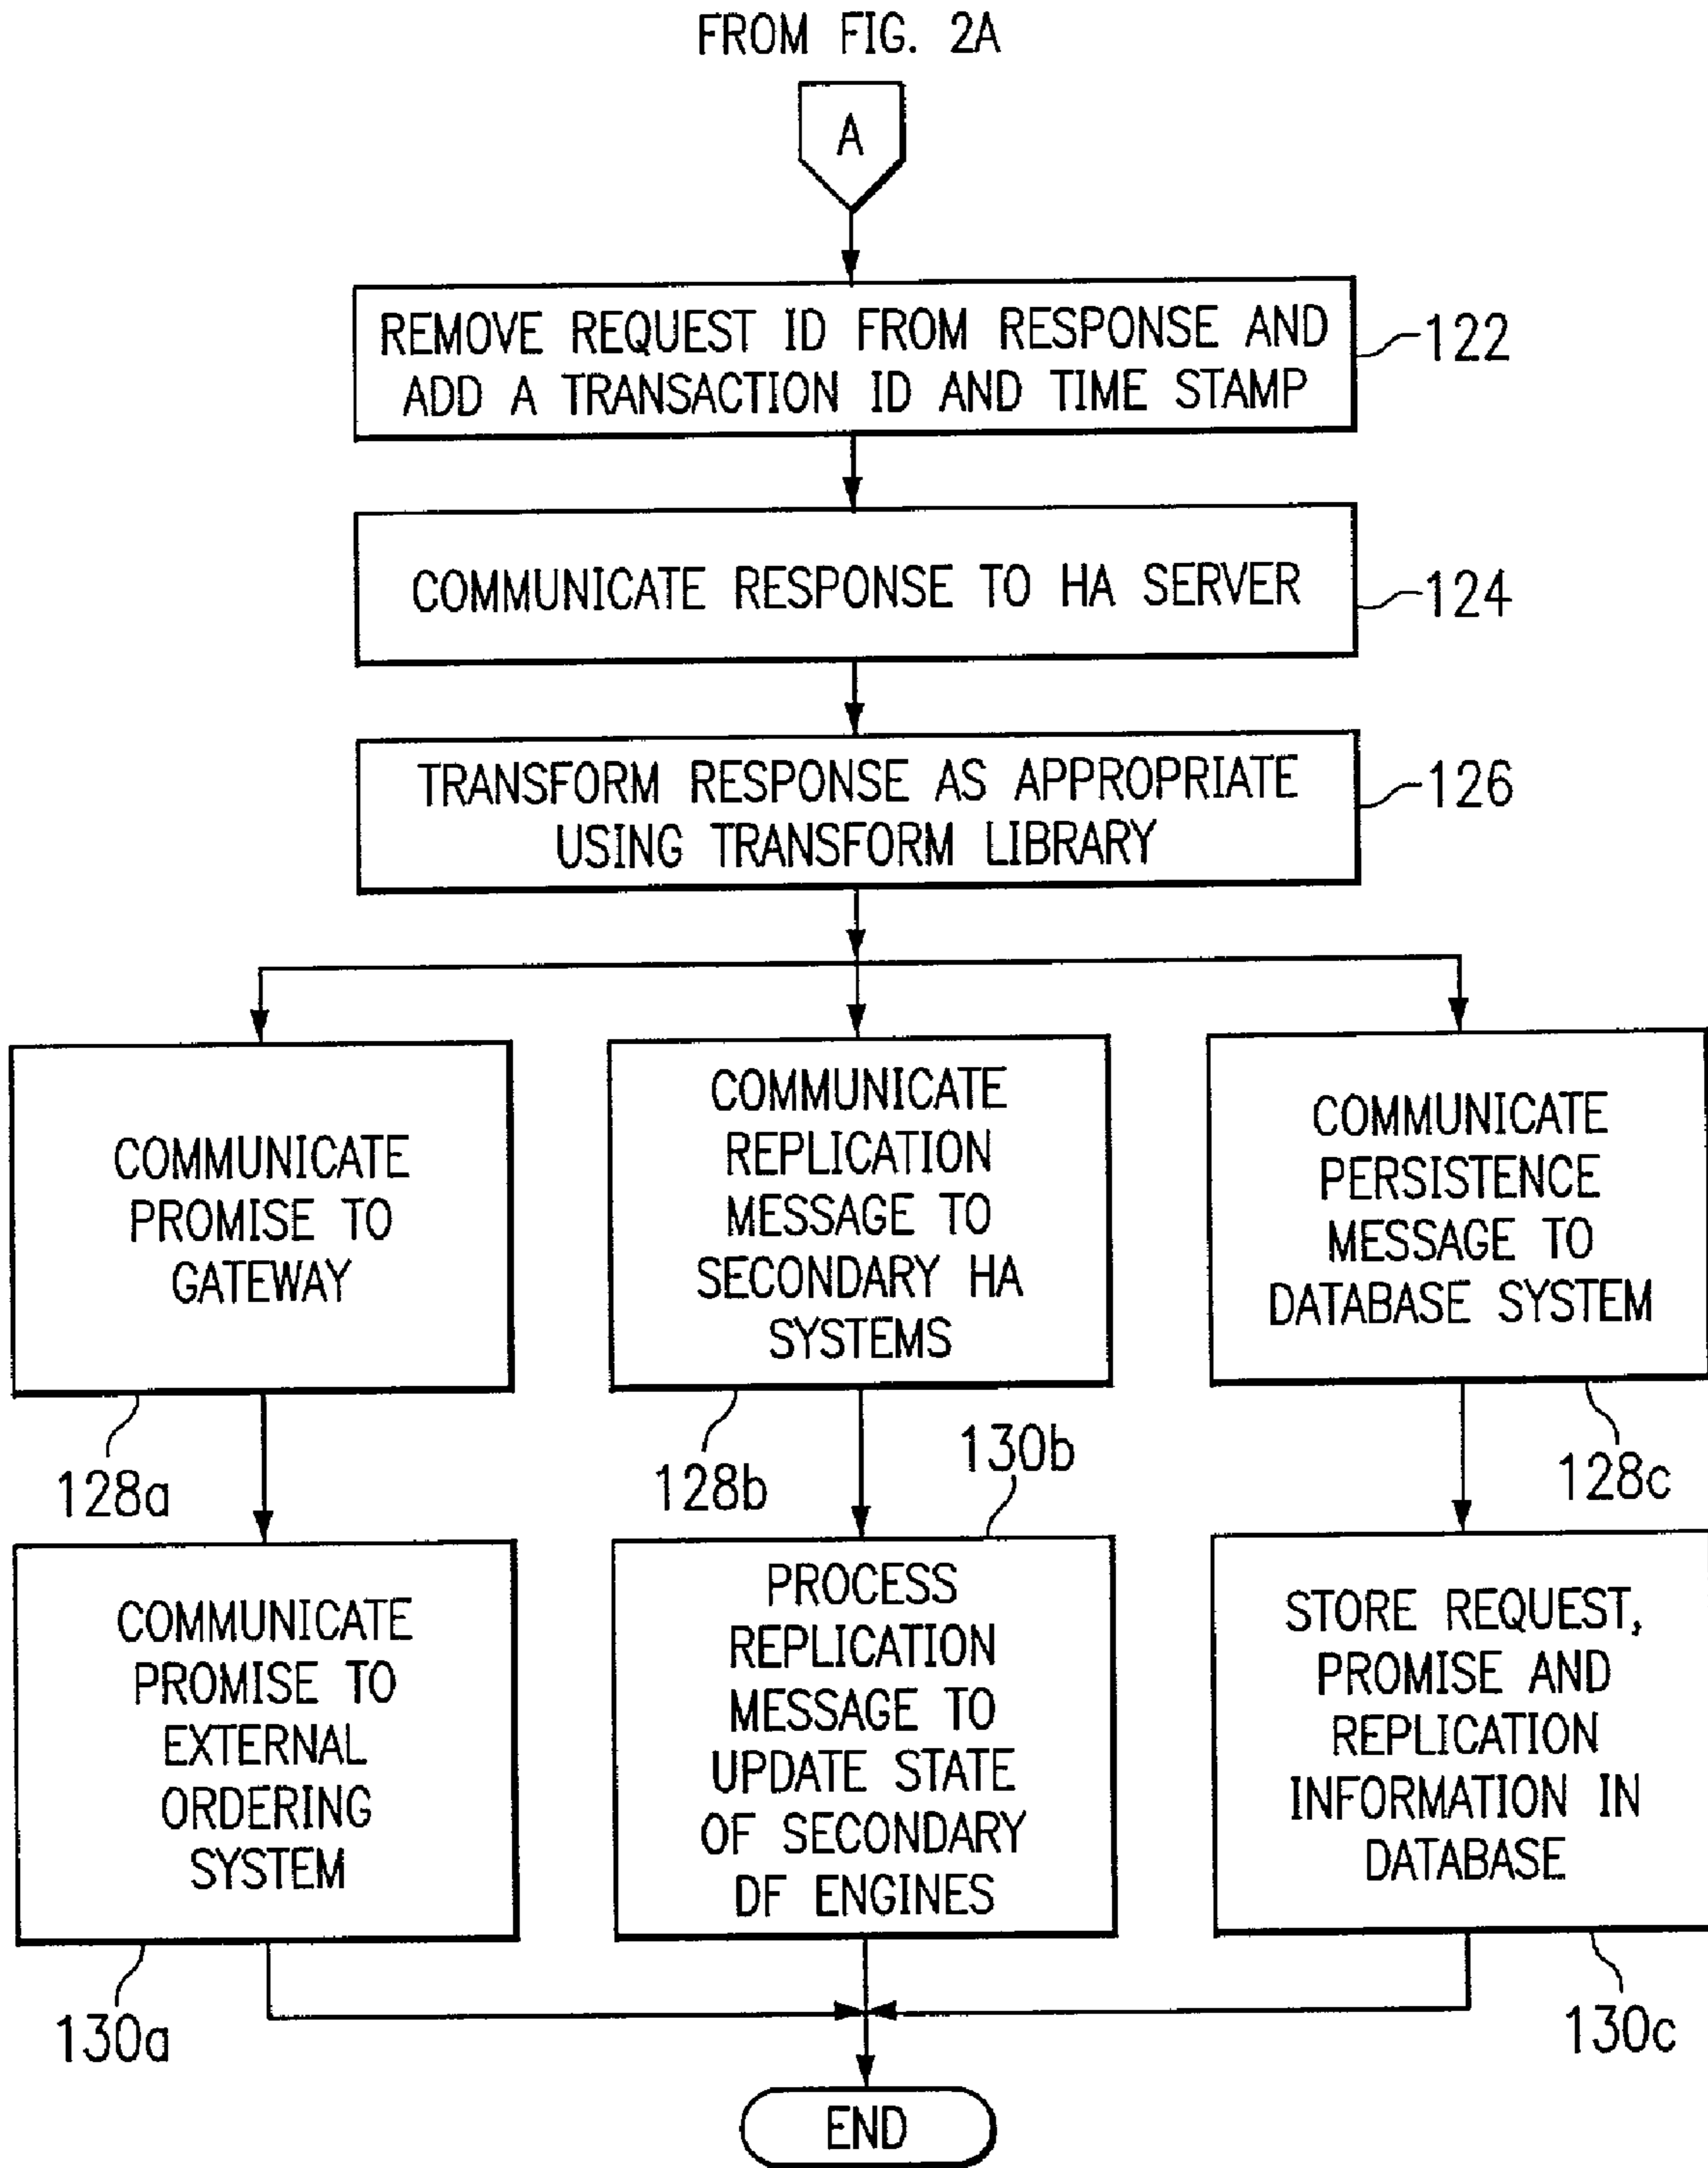 FROM FIG. 2A
A
REMOVE REQUEST ID FROM RESPONSE AND
ADD A TRANSACTION ID AND TIME STAMP
122
COMMUNICATE RESPONSE TO HA SERVER
124
TRANSFORM RESPONSE AS APPROPRIATE
USING TRANSFORM LIBRARY
126
COMMUNICATE
PROMISE TO
GATEWAY
128a
COMMUNICATE
REPLICATION
MESSAGE TO
SECONDARY HA
SYSTEMS
128b
COMMUNICATE
PERSISTENCE
MESSAGE TO
DATABASE SYSTEM
128c
COMMUNICATE
PROMISE TO
EXTERNAL
ORDERING
SYSTEM
130a
130b
PROCESS
REPLICATION
MESSAGE TO
UPDATE STATE
OF SECONDARY
DF ENGINES
STORE REQUEST,
PROMISE AND
REPLICATION
INFORMATION IN
DATABASE
130c
END